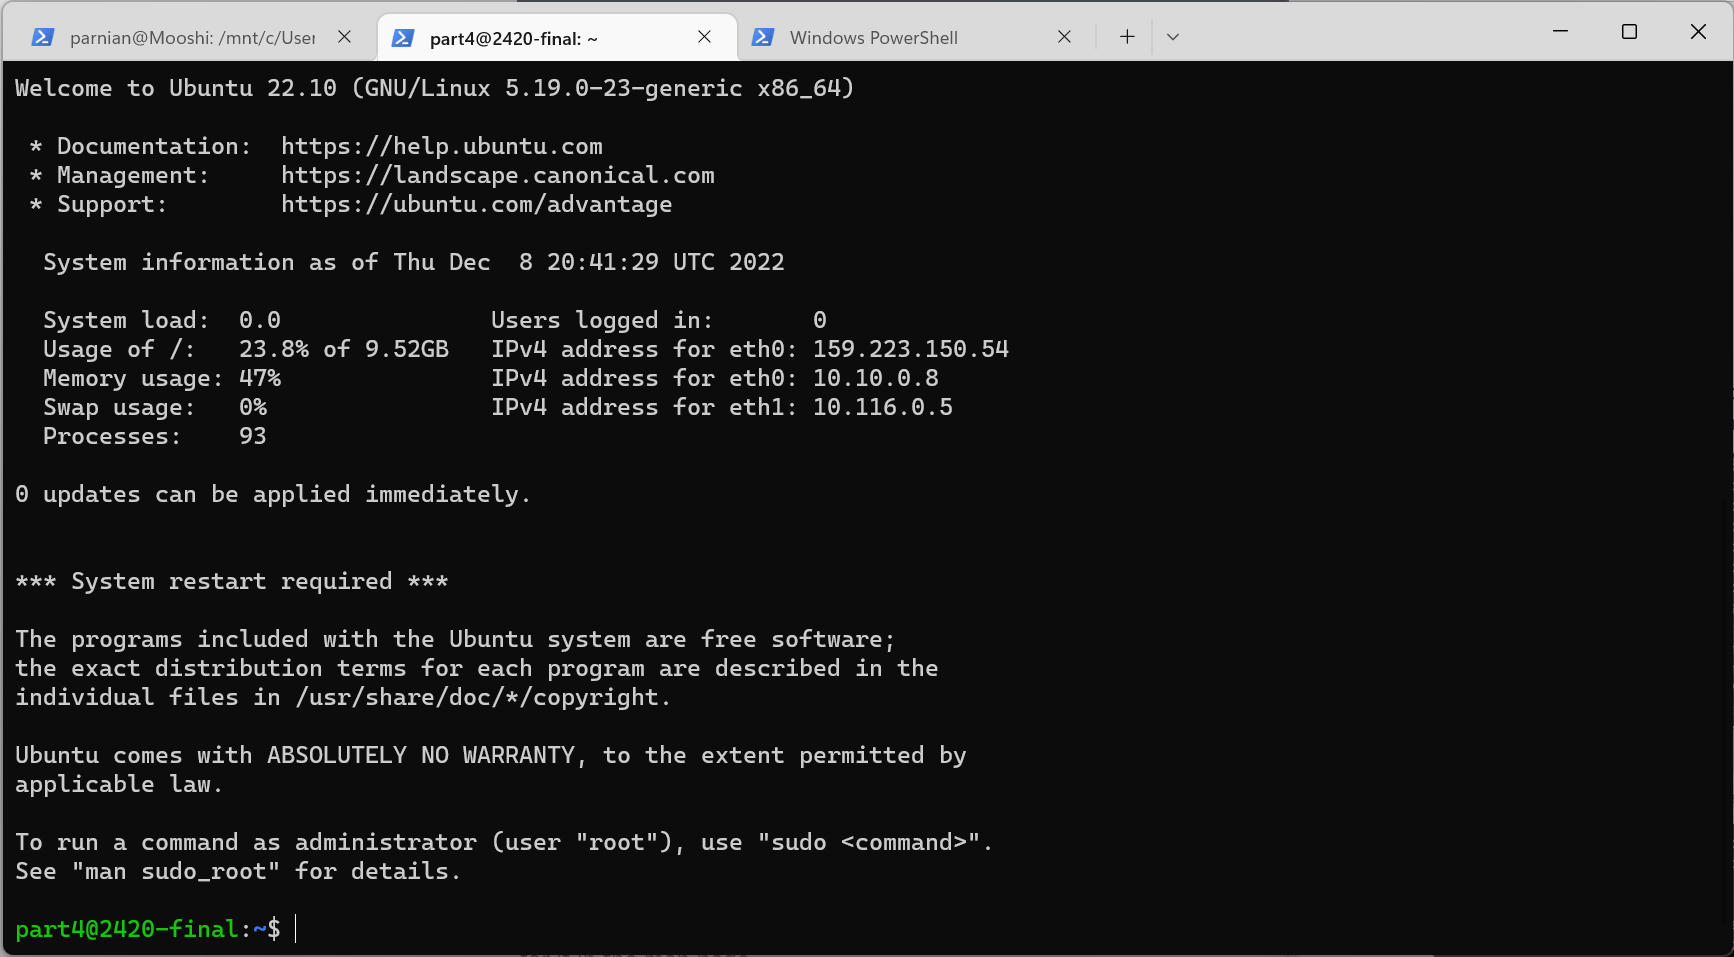 parnian@Mooshi: /mnt/c/User
part4@2420-final: ~
Windows PowerShell
Welcome to Ubuntu 22.10 (GNU/Linux 5.19.0-23-generic x86_64)
* Documentation:  https://help.ubuntu.com
* Management:     https://landscape.canonical.com
* Support:        https://ubuntu.com/advantage
System information as of Thu Dec  8 20:41:29 UTC 2022
System load:  0.0               Users logged in:       0
Usage of /:   23.8% of 9.52GB   IPv4 address for eth0: 159.223.150.54
Memory usage: 47%               IPv4 address for eth0: 10.10.0.8
Swap usage:   0%                IPv4 address for eth1: 10.116.0.5
Processes:    93
0 updates can be applied immediately.
*** System restart required ***
The programs included with the Ubuntu system are free software;
the exact distribution terms for each program are described in the
individual files in /usr/share/doc/*/copyright.
Ubuntu comes with ABSOLUTELY NO WARRANTY, to the extent permitted by
applicable law.
To run a command as administrator (user "root"), use "sudo <command>".
See "man sudo_root" for details.
part4@2420-final:~$